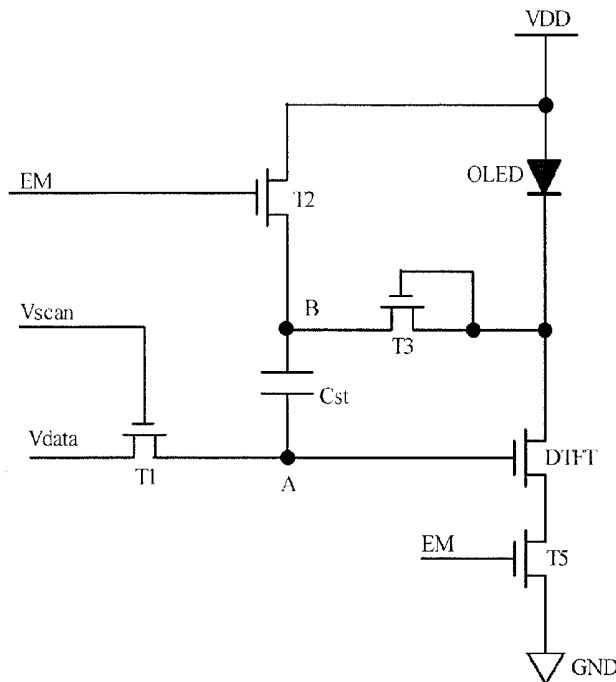 VDD
EM
T2
OLED
Vscan
B
T3
Cst
Vdata
T1
A
DTFT
EM
T5
GND